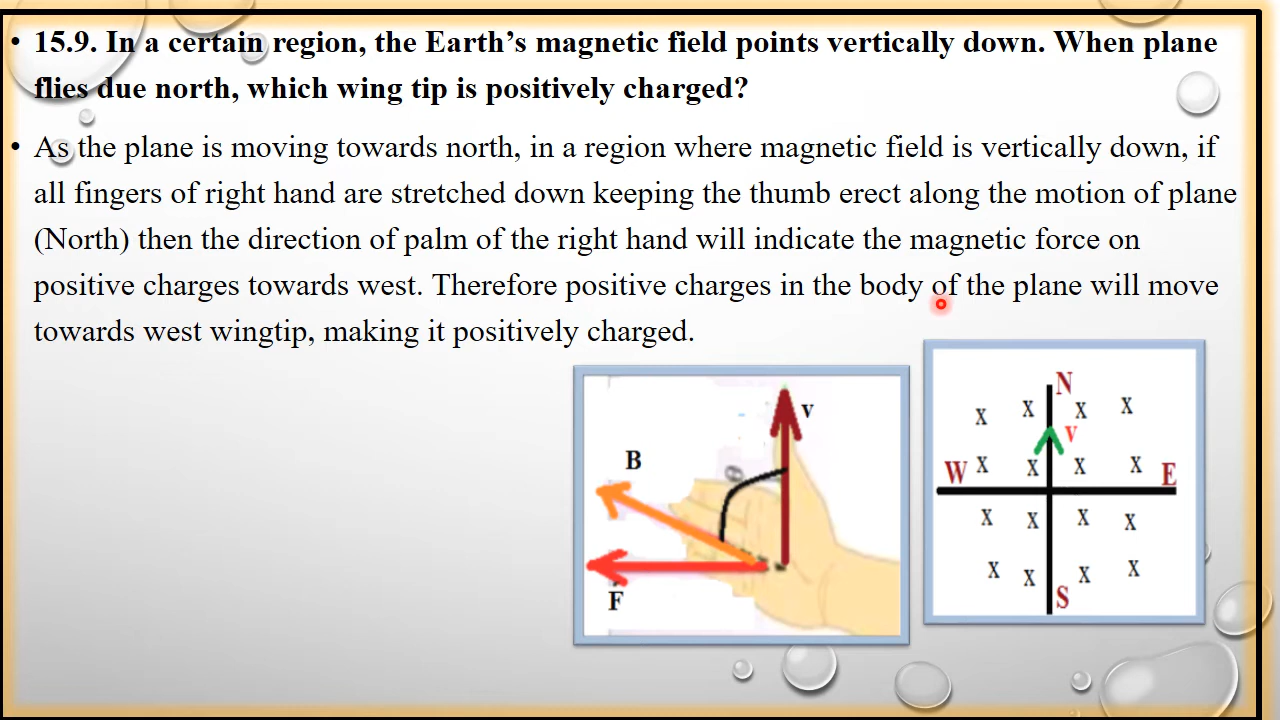 • 15.9. In a certain region, the Earth’s magnetic field points vertically down. When plane
flies due north, which wing tip is positively charged?
• As the plane is moving towards north, in a region where magnetic field is vertically down, if
all fingers of right hand are stretched down keeping the thumb erect along the motion of plane
(North) then the direction of palm of the right hand will indicate the magnetic force on
positive charges towards west. Therefore positive charges in the body of the plane will move
towards west wingtip, making it positively charged.
v
B
θ
F
N
X X X X
V
W X X X X E
X X X X
X X X X
S